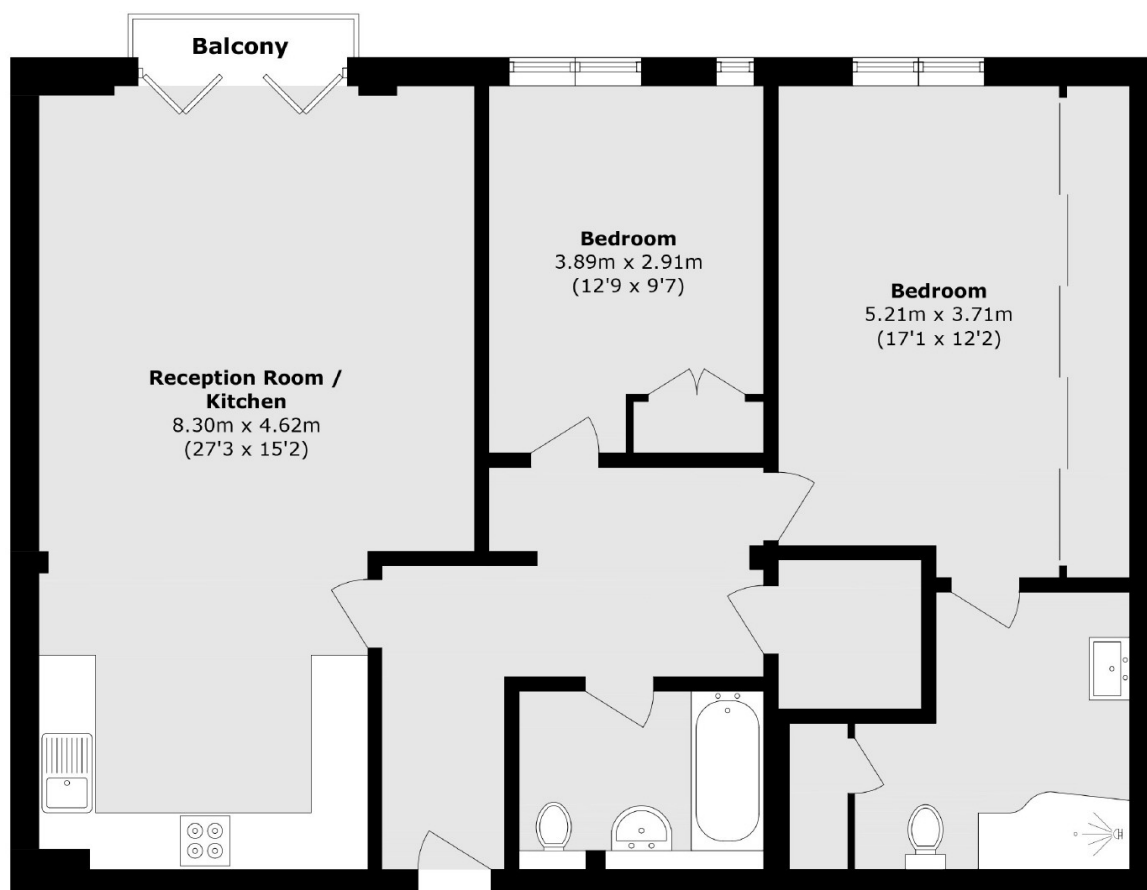 Balcony
Reception Room /
Kitchen
8.30m x 4.62m
(27'3 x 15'2)
Bedroom
3.89m x 2.91m
(12'9 x 9'7)
Bedroom
5.21m x 3.71m
(17'1 x 12'2)